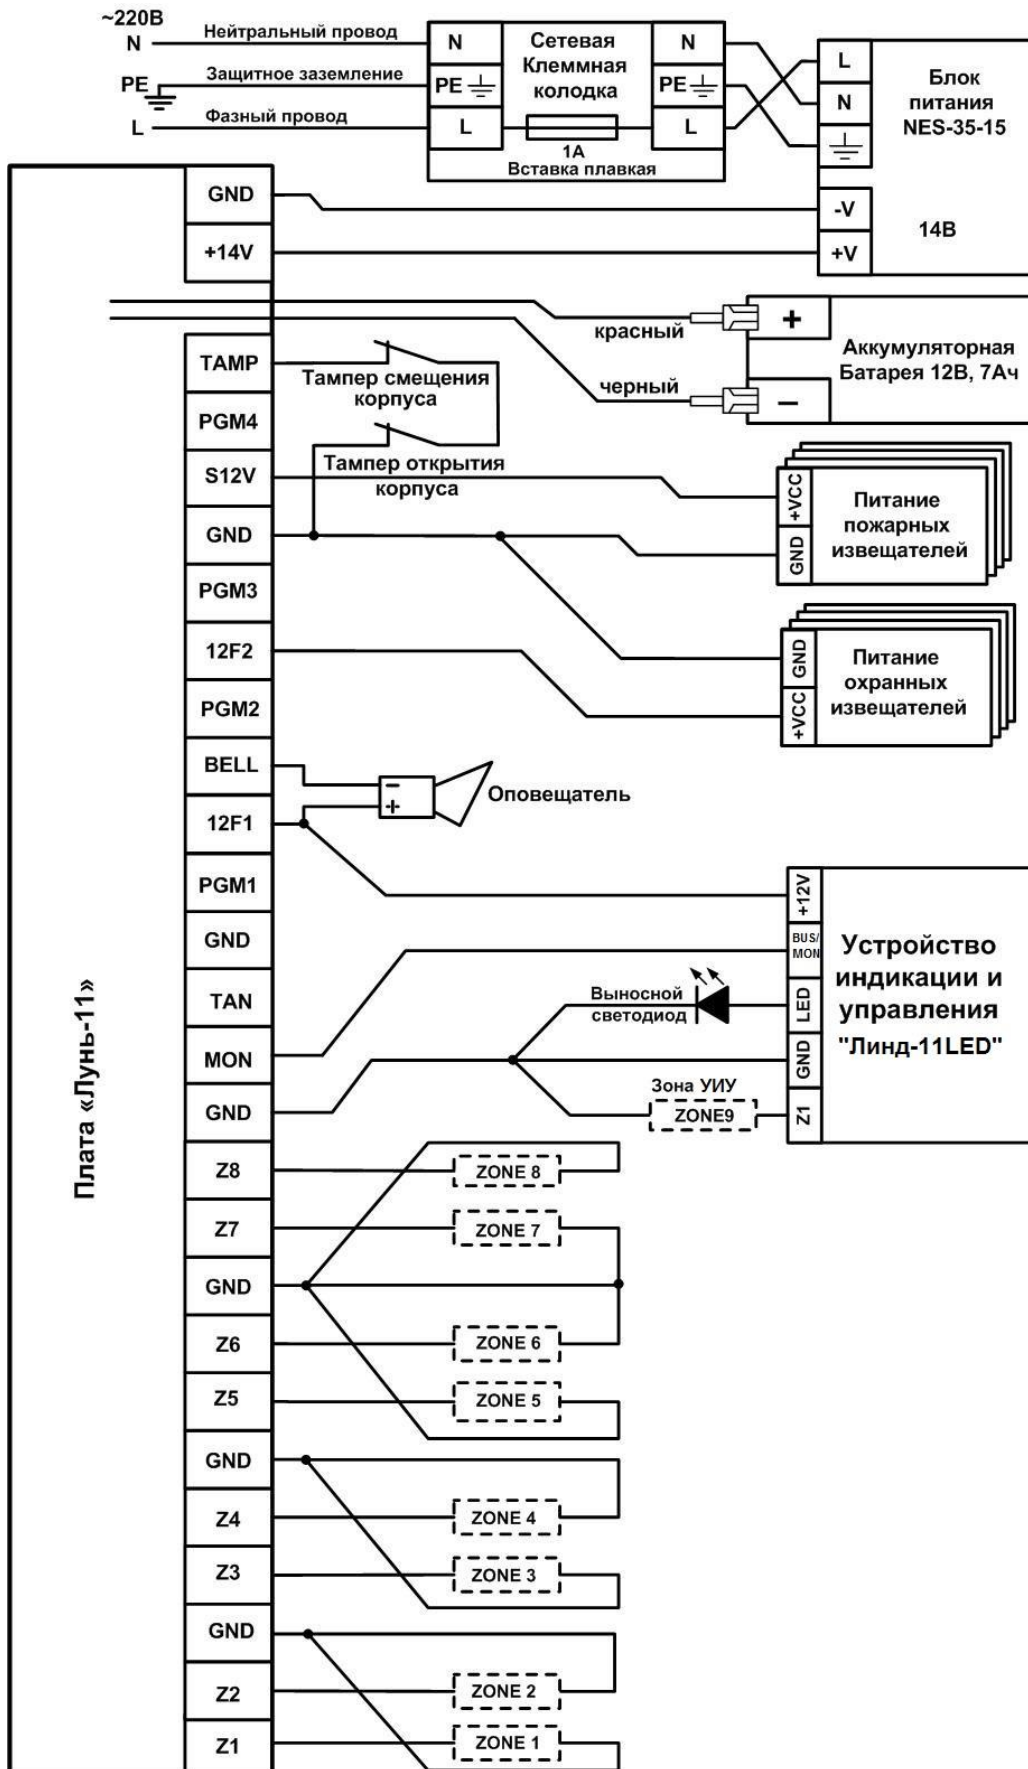 ~220В
N
Нейтральный провод
N
Сетевая
Клеммная
колодка
N
PE
Защитное заземление
PE
PE
L
Фазный провод
L
1А
L
Вставка плавкая
L
N
Блок
питания
NES-35-15
-V
+V
14В
GND
+14V
красный
+
черный
−
Аккумуляторная
Батарея 12В, 7Ач
TAMP
Тампер смещения
корпуса
PGM4
S12V
Тампер открытия
корпуса
+VCC
GND
Питание
пожарных
извещателей
GND
PGM3
12F2
GND
+VCC
Питание
охранных
извещателей
PGM2
BELL
−
+
Оповещатель
12F1
PGM1
GND
TAN
MON
GND
+12V
BUS/
MON
LED
GND
Z1
Устройство
индикации и
управления
"Линд-11LED"
Выносной
светодиод
Зона УИУ
ZONE9
Плата «Лунь-11»
Z8
ZONE 8
Z7
ZONE 7
GND
Z6
ZONE 6
Z5
ZONE 5
GND
Z4
ZONE 4
Z3
ZONE 3
GND
Z2
ZONE 2
Z1
ZONE 1